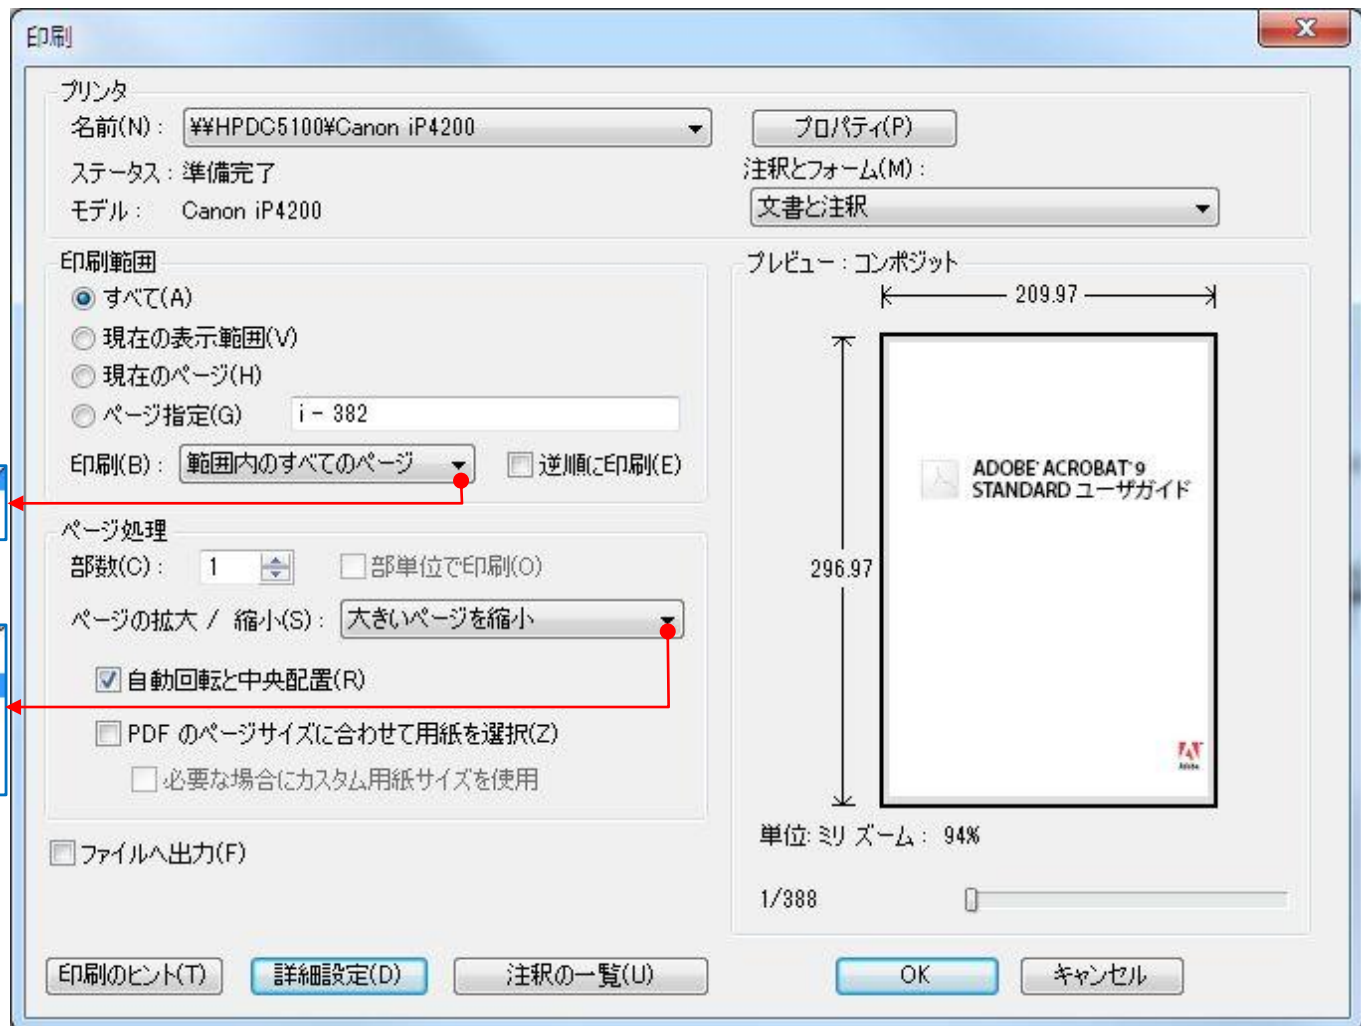 印刷
プリンタ
名前(N) : ¥¥HPDC5100¥Canon iP4200
プロパティ(P)
ステータス : 準備完了
注釈とフォーム(M) :
モデル : Canon iP4200
文書と注釈
印刷範囲
すべて(A)
現在の表示範囲(V)
現在のページ(H)
ページ指定(G) i - 382
印刷(B) : 範囲内のすべてのページ 逆順に印刷(E)
ページ処理
部数(C) : 1 部単位で印刷(O)
ページの拡大 / 縮小(S) : 大きいページを縮小
自動回転と中央配置(R)
PDF のページサイズに合わせて用紙を選択(Z)
必要な場合にカスタム用紙サイズを使用
ファイルへ出力(F)
プレビュー : コンポジット
209.97
296.97
ADOBE ACROBAT 9
STANDARD ユーザガイド
Adobe
単位: ミリ ズーム : 94%
1/388
印刷のヒント(T) 詳細設定(D) 注釈の一覧(U) OK キャンセル